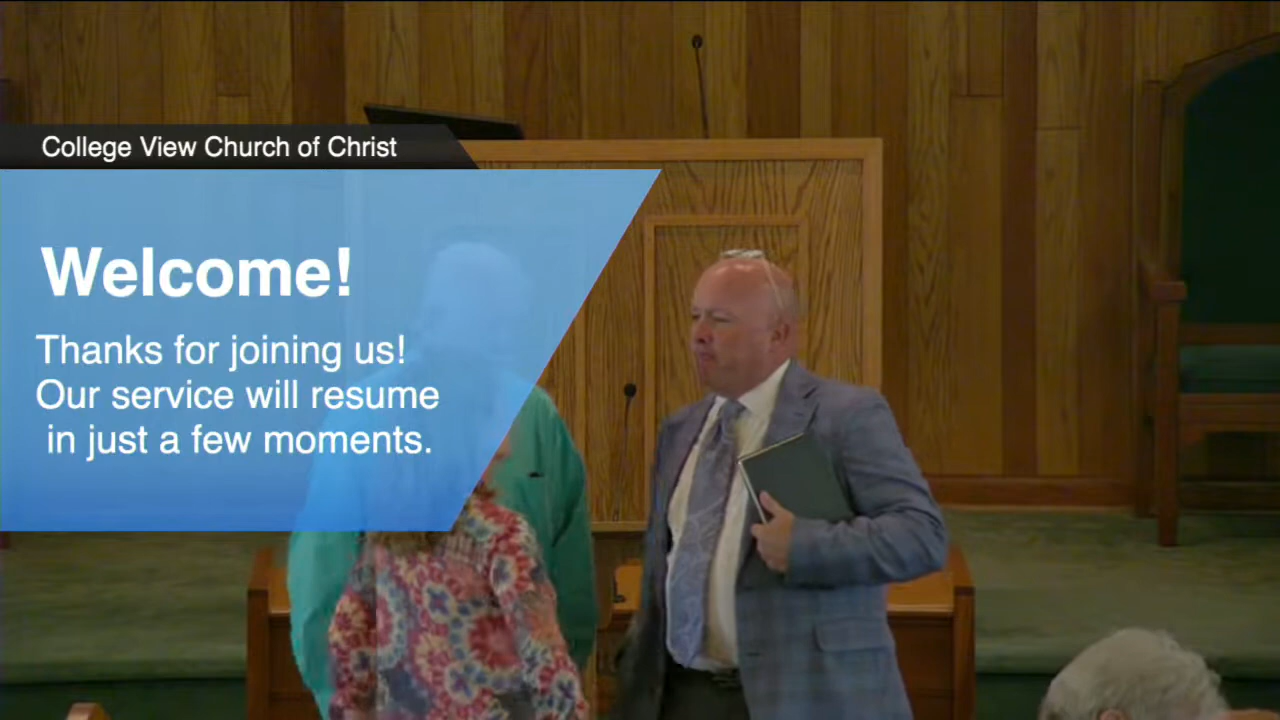 College View Church of Christ
Welcome!
Thanks for joining us!
Our service will resume
in just a few moments.